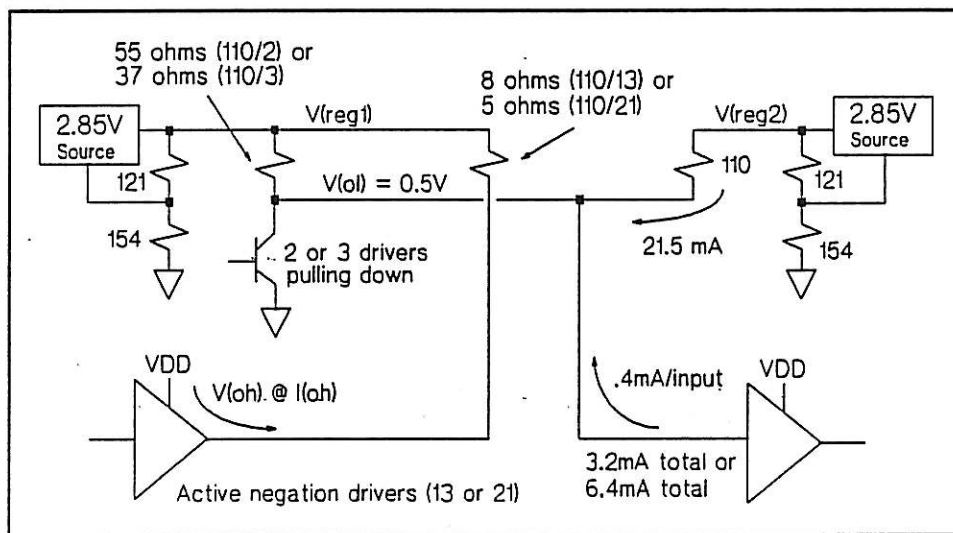 55 ohms (110/2) or
37 ohms (110/3)
8 ohms (110/13) or
5 ohms (110/21)
2.85V
Source
V(reg1)
V(reg2)
2.85V
Source
121
V(ol) = 0.5V
110
121
154
2 or 3 drivers
pulling down
21.5 mA
154
VDD
V(oh). @ I(oh)
.4mA/input
VDD
3.2mA total or
6.4mA total
Active negation drivers (13 or 21)